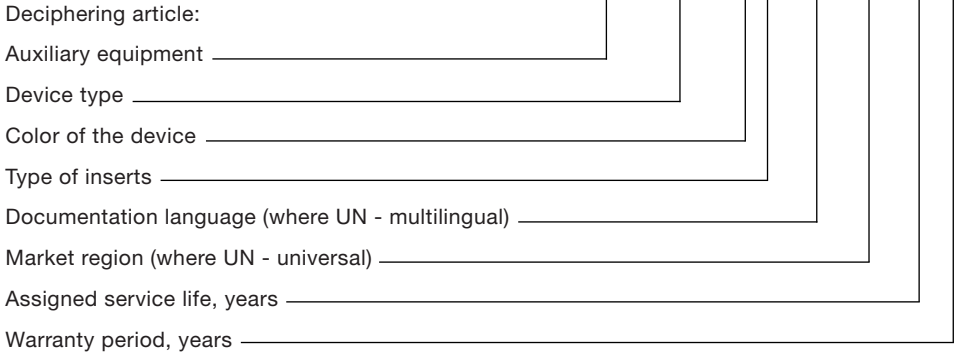 Deciphering article:
Auxiliary equipment
Device type
Color of the device
Type of inserts
Documentation language (where UN - multilingual)
Market region (where UN - universal)
Assigned service life, years
Warranty period, years